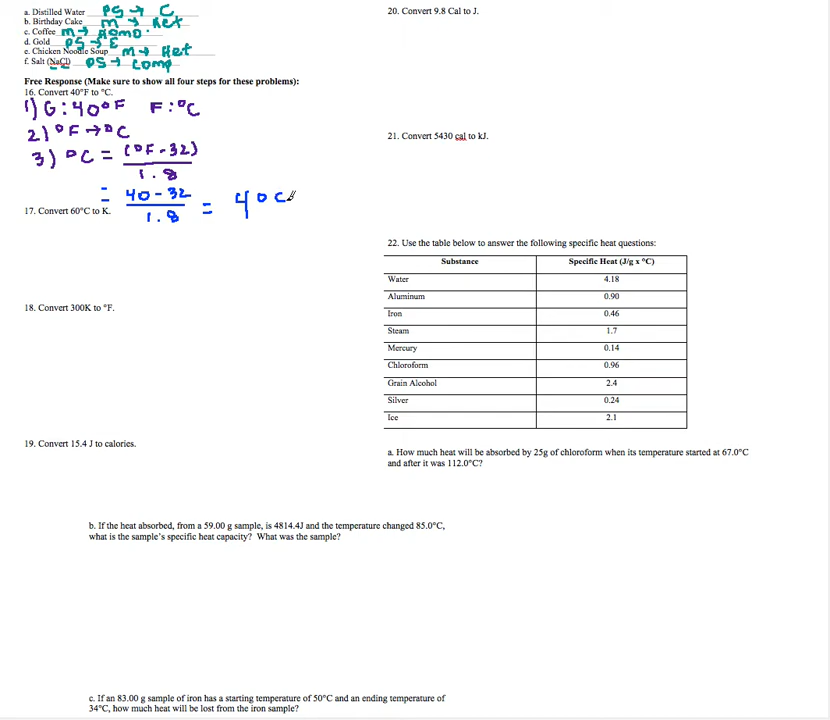 a. Distilled Water PS → C
b. Birthday Cake M → Het
c. Coffee M → Homo.
d. Gold PS → E
e. Chicken Noodle Soup M → Het
f. Salt (NaCl) PS → Comp
Free Response (Make sure to show all four steps for these problems):
16. Convert 40°F to °C.
1) G: 40°F F: °C
2) °F → °C
3) °C = (°F - 32)
1.8
= 40 - 32
1.8 = 4°C
17. Convert 60°C to K.
18. Convert 300K to °F.
19. Convert 15.4 J to calories.
20. Convert 9.8 Cal to J.
21. Convert 5430 cal to kJ.
22. Use the table below to answer the following specific heat questions:
Substance Specific Heat (J/g x °C)
Water 4.18
Aluminum 0.90
Iron 0.46
Steam 1.7
Mercury 0.14
Chloroform 0.96
Grain Alcohol 2.4
Silver 0.24
Ice 2.1
a. How much heat will be absorbed by 25g of chloroform when its temperature started at 67.0°C
and after it was 112.0°C?
b. If the heat absorbed, from a 59.00 g sample, is 4814.4J and the temperature changed 85.0°C,
what is the sample's specific heat capacity? What was the sample?
c. If an 83.00 g sample of iron has a starting temperature of 50°C and an ending temperature of
34°C, how much heat will be lost from the iron sample?